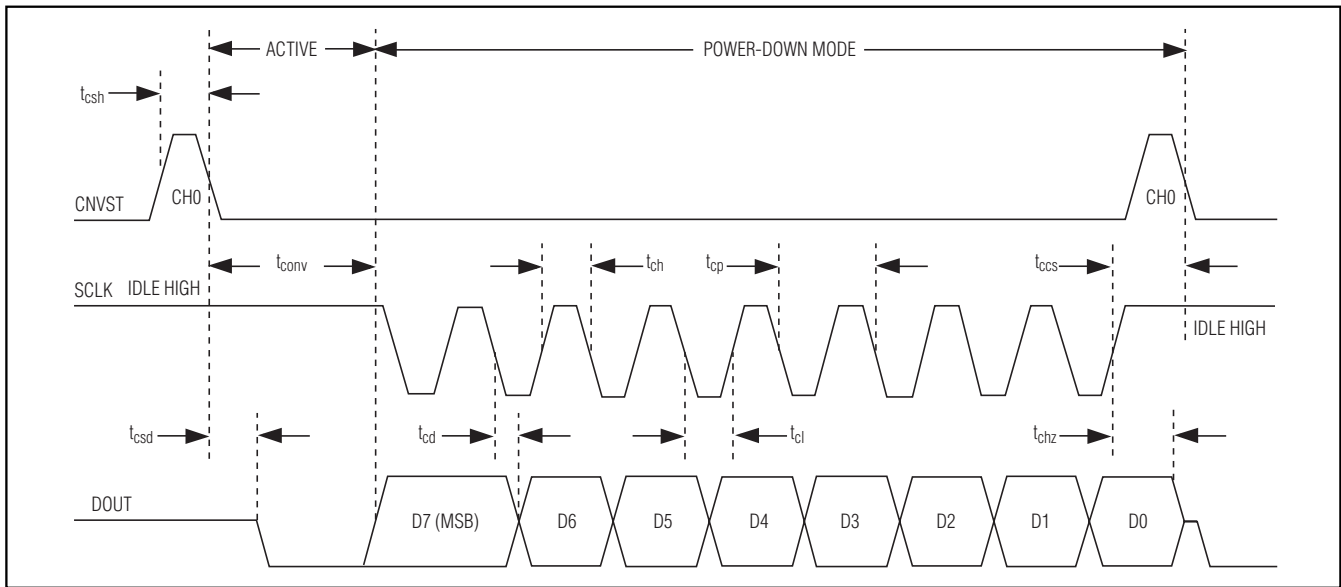 ACTIVE
POWER-DOWN MODE
tcsh
CNVST
CH0
CH0
tconv
tch
tcp
tccs
SCLK
IDLE HIGH
IDLE HIGH
tcsd
tcd
tcl
tchz
DOUT
D7 (MSB)
D6
D5
D4
D3
D2
D1
D0